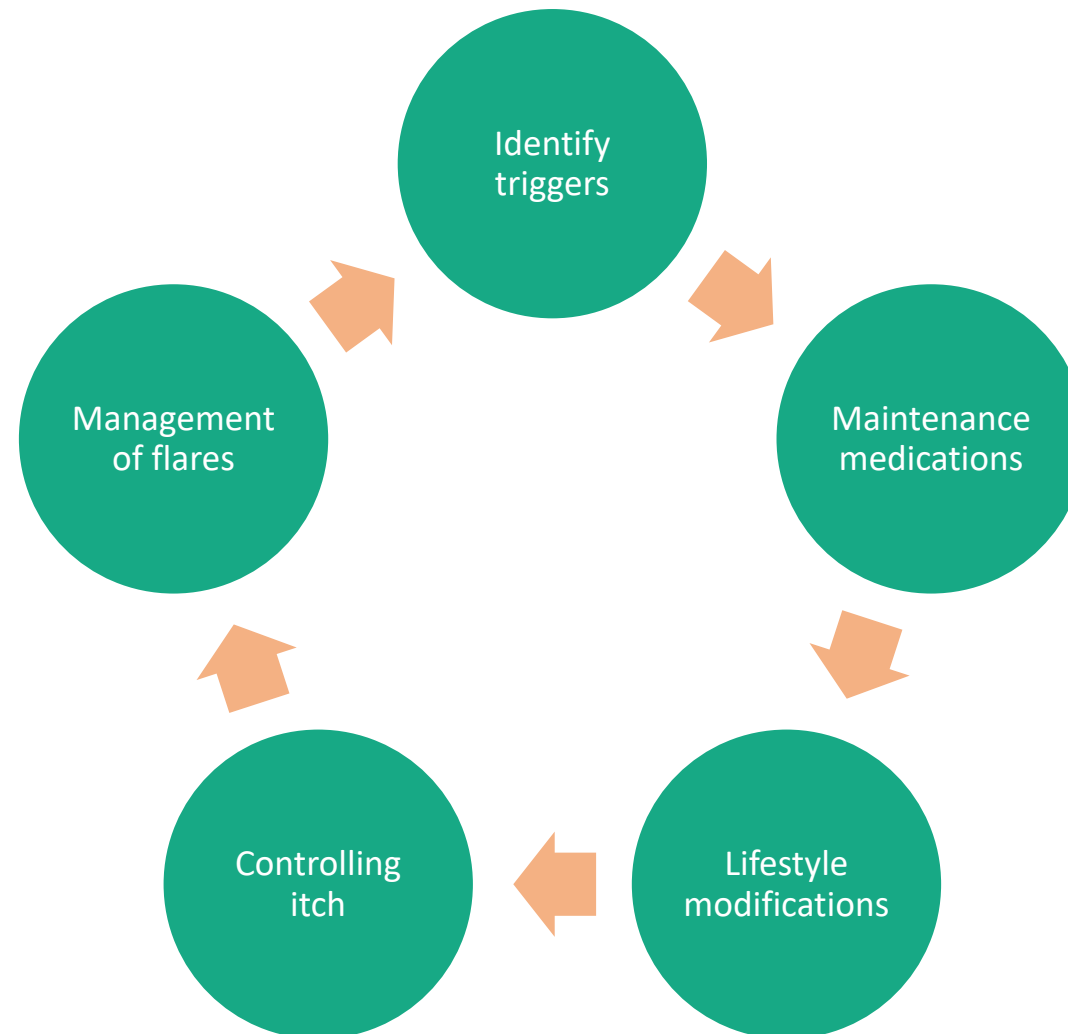 Identify
triggers
Maintenance
medications
Lifestyle
modifications
Controlling
itch
Management
of flares